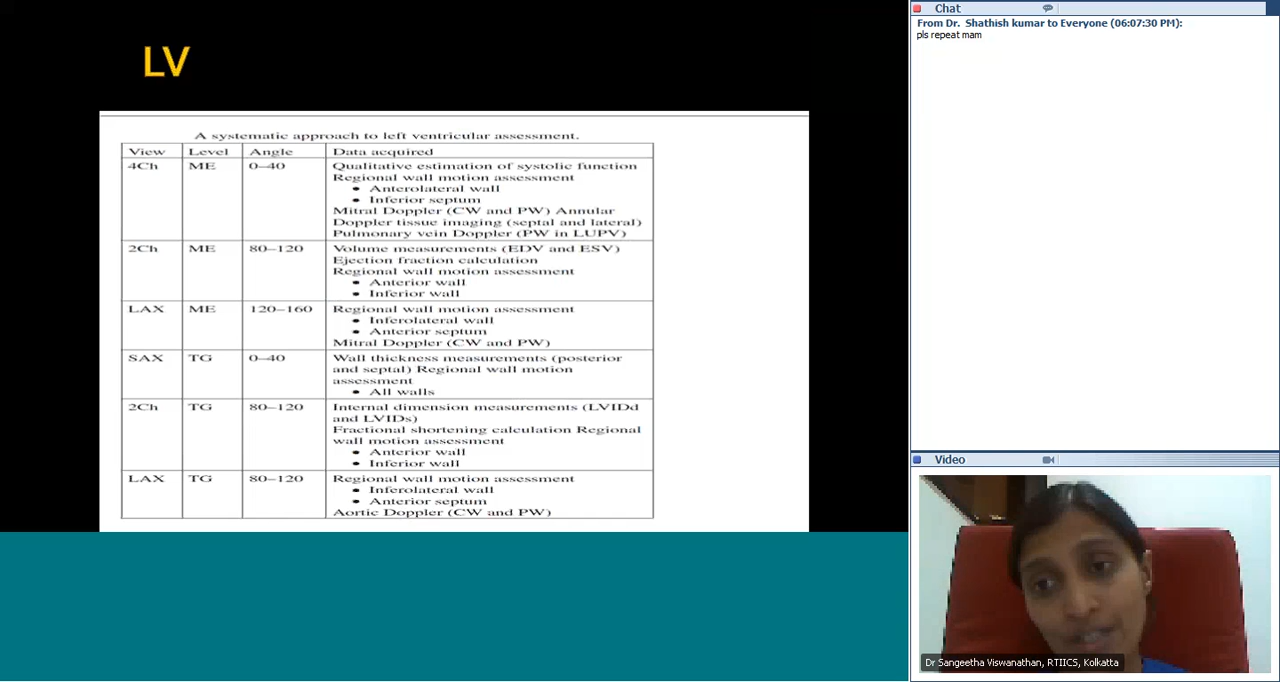 LV
A systematic approach to left ventricular assessment.
View Level Angle Data acquired
4Ch ME 0–40 Qualitative estimation of systolic function
Regional wall motion assessment
• Anterolateral wall
• Inferior septum
Mitral Doppler (CW and PW) Annular
Doppler tissue imaging (septal and lateral)
Pulmonary vein Doppler (PW in LUPV)
2Ch ME 80–120 Volume measurements (EDV and ESV)
Ejection fraction calculation
Regional wall motion assessment
• Anterior wall
• Inferior wall
LAX ME 120–160 Regional wall motion assessment
• Inferolateral wall
• Anterior septum
Mitral Doppler (CW and PW)
SAX TG 0–40 Wall thickness measurements (posterior
and septal) Regional wall motion
assessment
• All walls
2Ch TG 80–120 Internal dimension measurements (LVIDd
and LVIDs)
Fractional shortening calculation Regional
wall motion assessment
• Anterior wall
• Inferior wall
LAX TG 80–120 Regional wall motion assessment
• Inferolateral wall
• Anterior septum
Aortic Doppler (CW and PW)
Chat
From Dr. Shathish kumar to Everyone (06:07:30 PM):
pls repeat mam
Video
Dr Sangeetha Viswanathan, RTIICS, Kolkatta